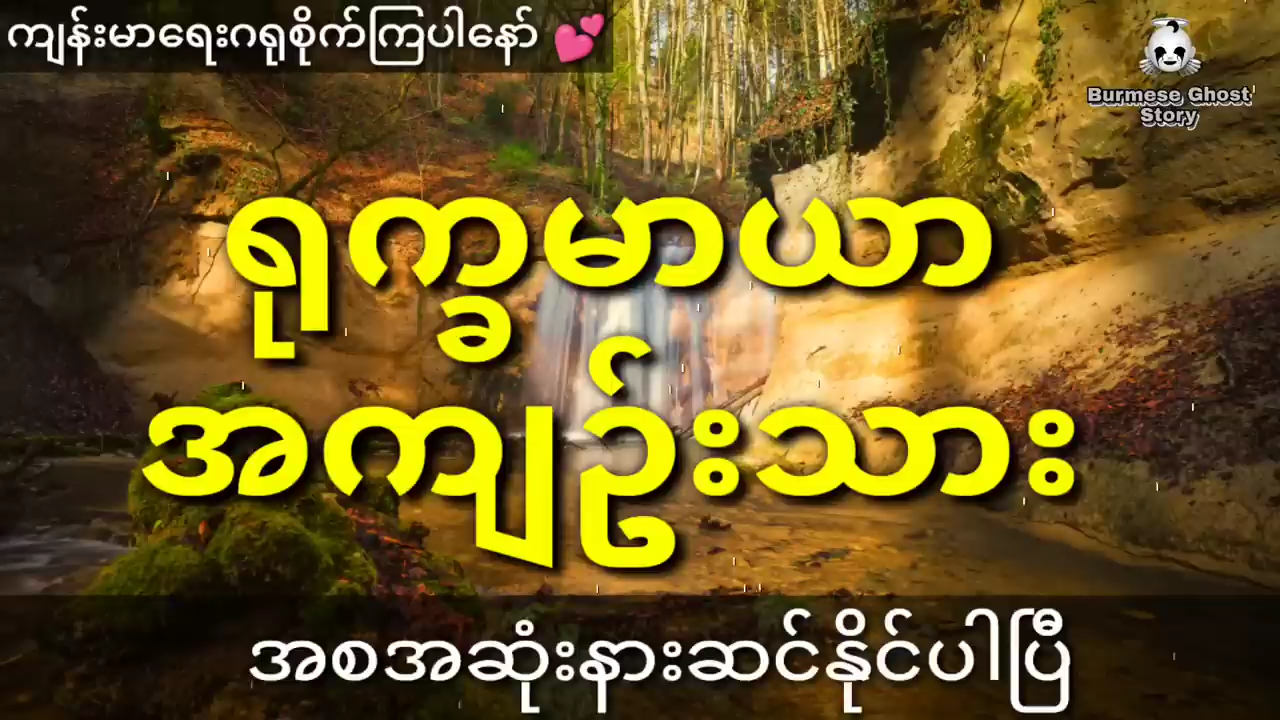 ကျန်းမာရေးဂရုစိုက်ကြပါနော် 💕
Burmese Ghost
Story
ရုက္ခမာယာ
အကျဉ်းသား
အစအဆုံးနားဆင်နိုင်ပါပြီ